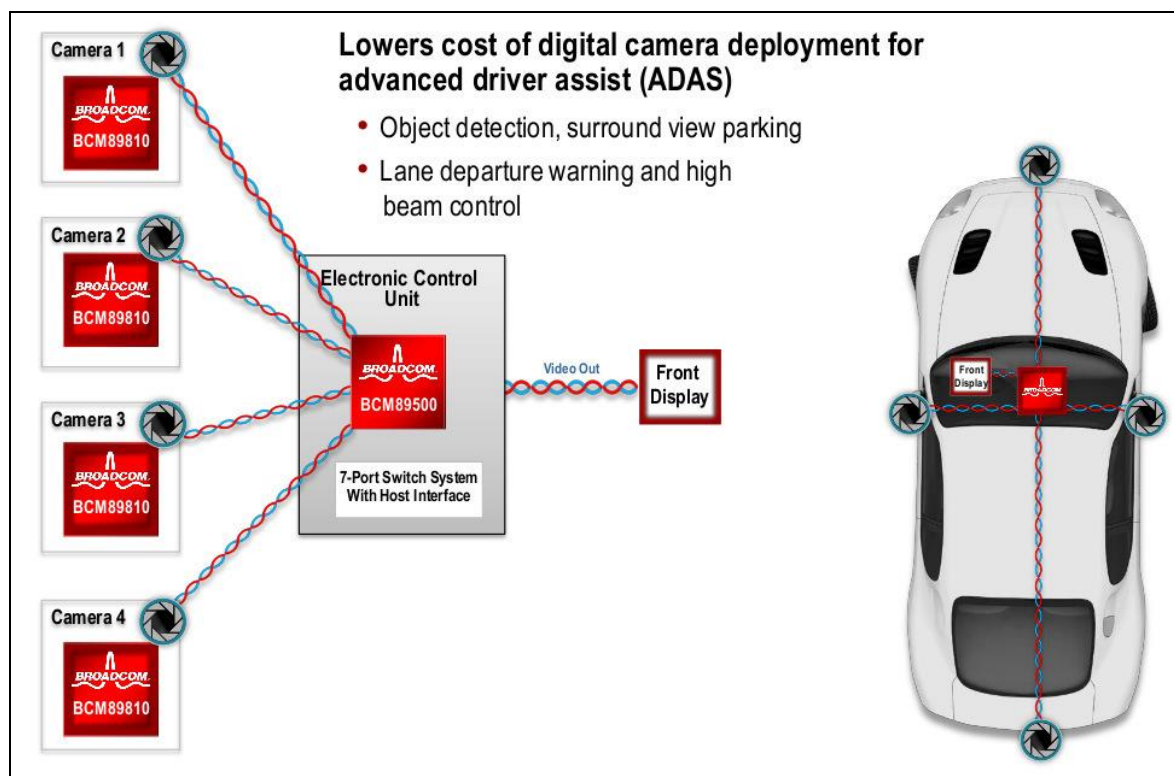 Lowers cost of digital camera deployment for
advanced driver assist (ADAS)
• Object detection, surround view parking
• Lane departure warning and high
beam control
Camera 1
BROADCOM.
BCM89810
Camera 2
BROADCOM.
BCM89810
Camera 3
BROADCOM.
BCM89810
Camera 4
BROADCOM.
BCM89810
Electronic Control
Unit
BROADCOM.
BCM89500
7-Port Switch System
With Host Interface
Video Out
Front
Display
Front
Display
BROADCOM